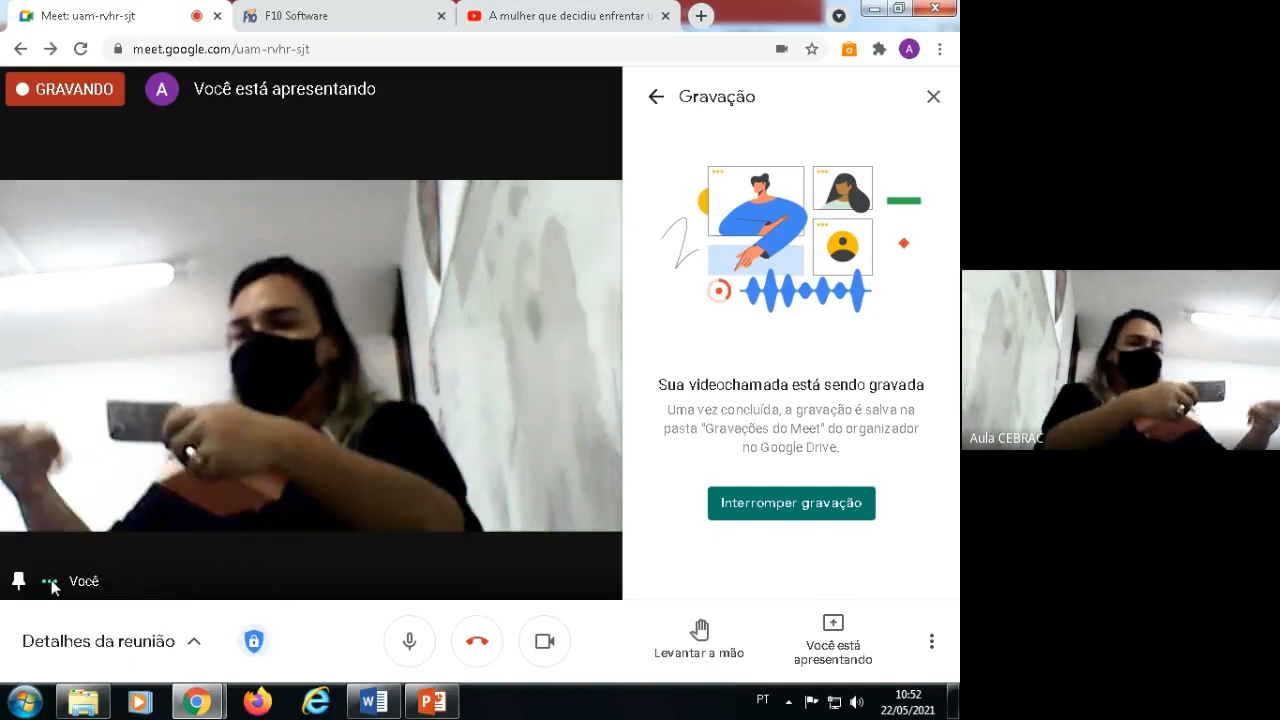 Meet: uam-rvhr-sjt
F10 Software
A mulher que decidiu enfrentar u
meet.google.com/uam-rvhr-sjt
A
GRAVANDO
A
Você está apresentando
Gravação
Sua videochamada está sendo gravada
Uma vez concluída, a gravação é salva na
pasta "Gravações do Meet" do organizador
no Google Drive.
Interromper gravação
Aula CEBRAC
Você
Detalhes da reunião
Levantar a mão
Você está
apresentando
PT
10:52
22/05/2021